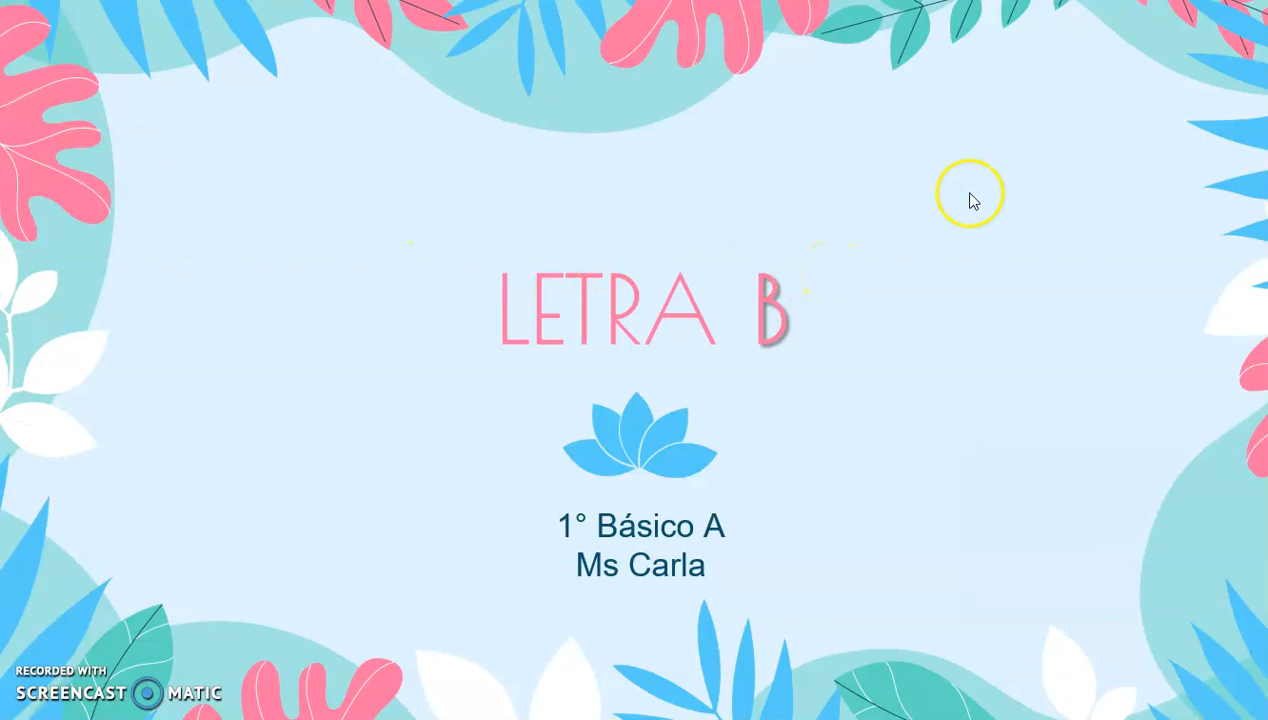 LETRA B
1° Básico A
Ms Carla
RECORDED WITH
SCREENCAST MATIC